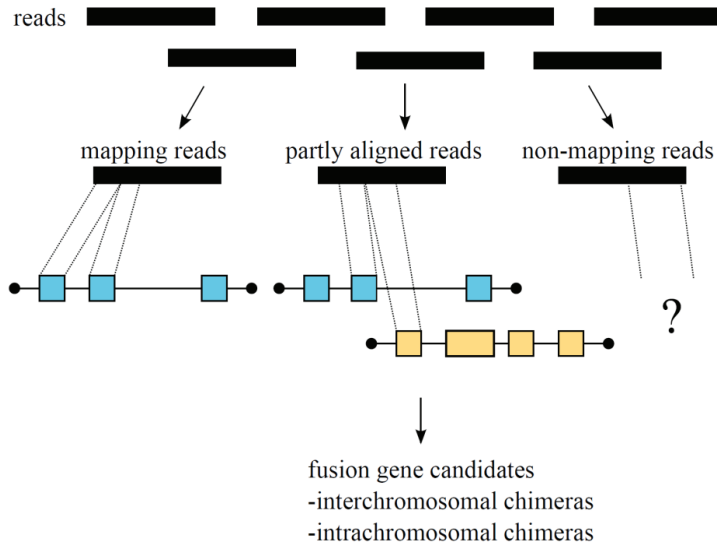 reads
mapping reads
partly aligned reads
non-mapping reads
?
fusion gene candidates
-interchromosomal chimeras
-intrachromosomal chimeras